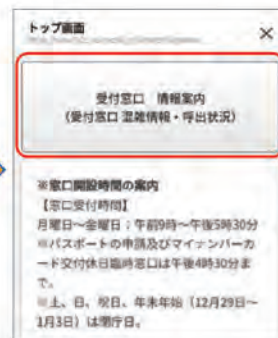 トップ画面
×
受付窓口 情報案内
（受付窓口 混雑情報・呼出状況）
※窓口開設時間の案内
【窓口受付時間】
月曜日～金曜日：午前9時～午後5時30分
※パスポートの申請及びマイナンバーカ
ード交付休日臨時窓口は午後4時30分ま
で。
※土、日、祝日、年末年始（12月29日～
1月3日）は閉庁日。